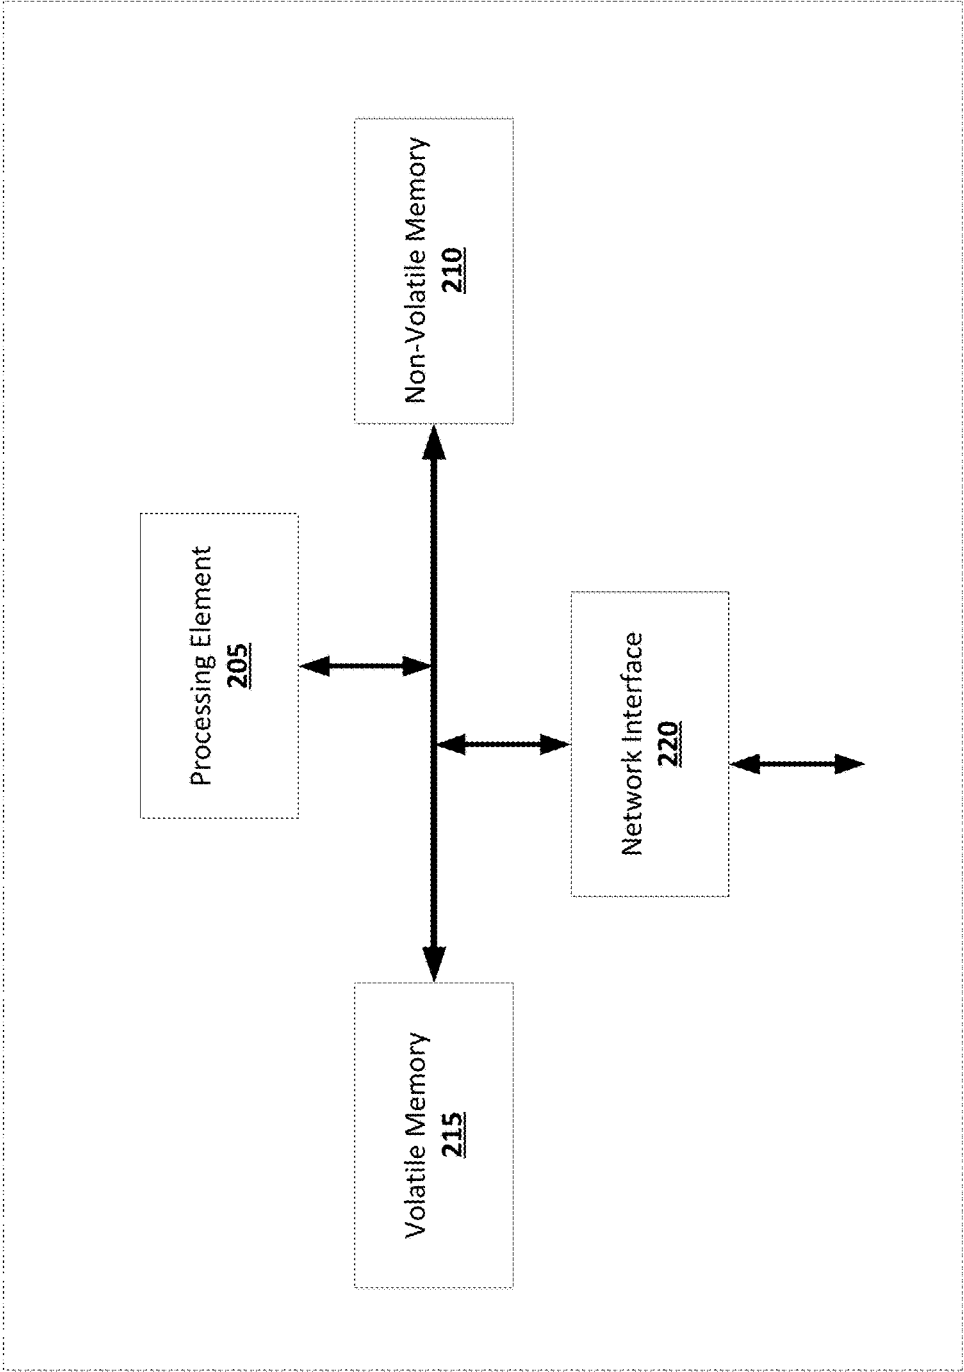 Processing Element
205
Volatile Memory
215
Non-Volatile Memory
210
Network Interface
220